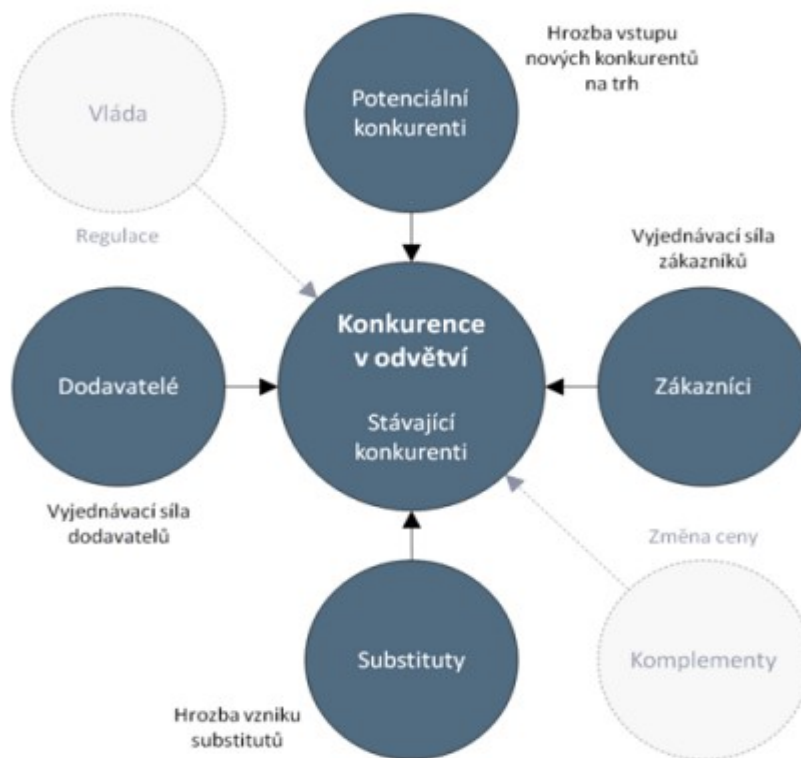 Hrozba vstupu
nových konkurentů
na trh
Potenciální
konkurenti
Vláda
Regulace
Vyjednávací síla
zákazníků
Konkurence
v odvětví
Stávající
konkurenti
Dodavatelé
Zákazníci
Vyjednávací síla
dodavatelů
Změna ceny
Substituty
Komplementy
Hrozba vzniku
substitutů